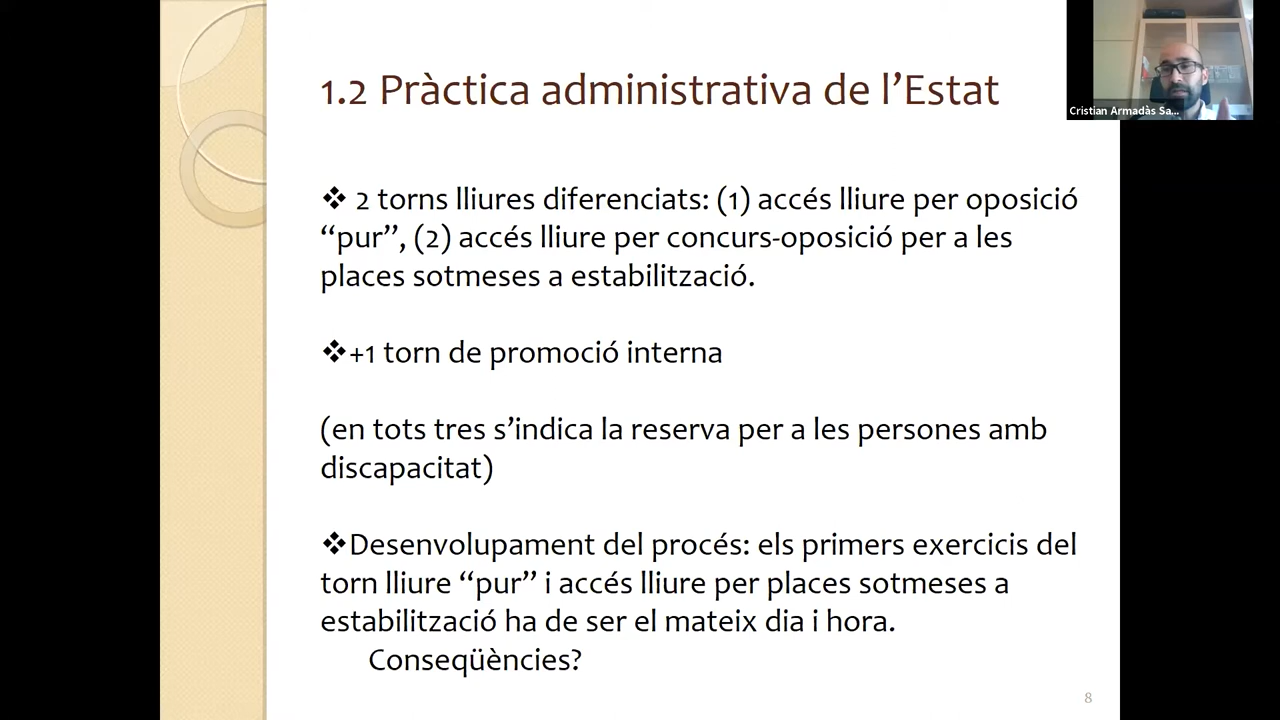 1.2 Pràctica administrativa de l’Estat
Cristian Armadàs Sa...
❖ 2 torns lliures diferenciats: (1) accés lliure per oposició
“pur”, (2) accés lliure per concurs-oposició per a les
places sotmeses a estabilització.
❖+1 torn de promoció interna
(en tots tres s’indica la reserva per a les persones amb
discapacitat)
❖Desenvolupament del procés: els primers exercicis del
torn lliure “pur” i accés lliure per places sotmeses a
estabilització ha de ser el mateix dia i hora.
Conseqüències?
8